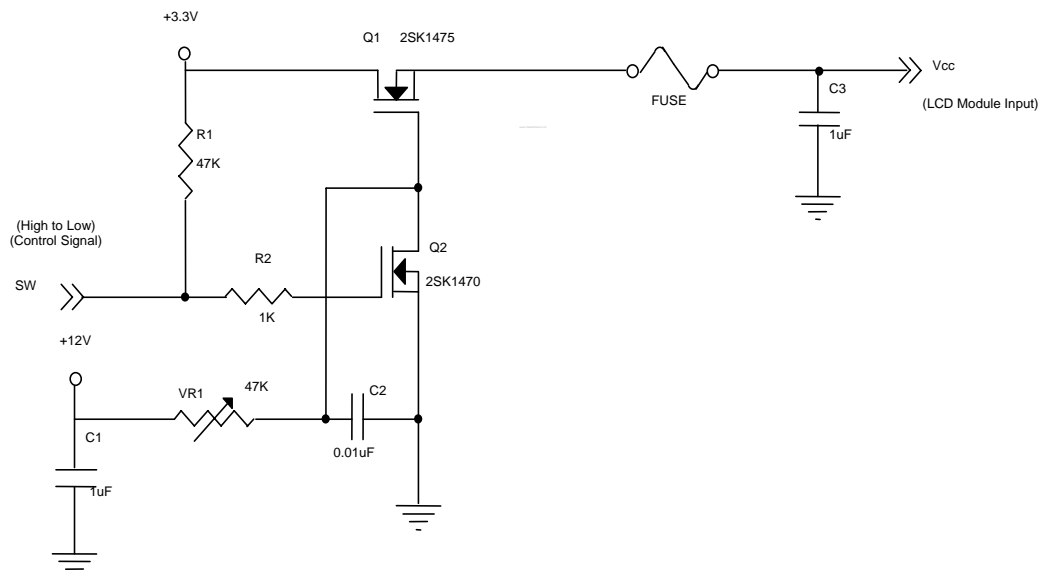 +3.3V
Q1 2SK1475
Vcc
C3
FUSE
(LCD Module Input)
R1
1uF
47K
(High to Low)
(Control Signal)
Q2
R2
SW
2SK1470
1K
+12V
VR1
47K
C2
C1
0.01uF
1uF